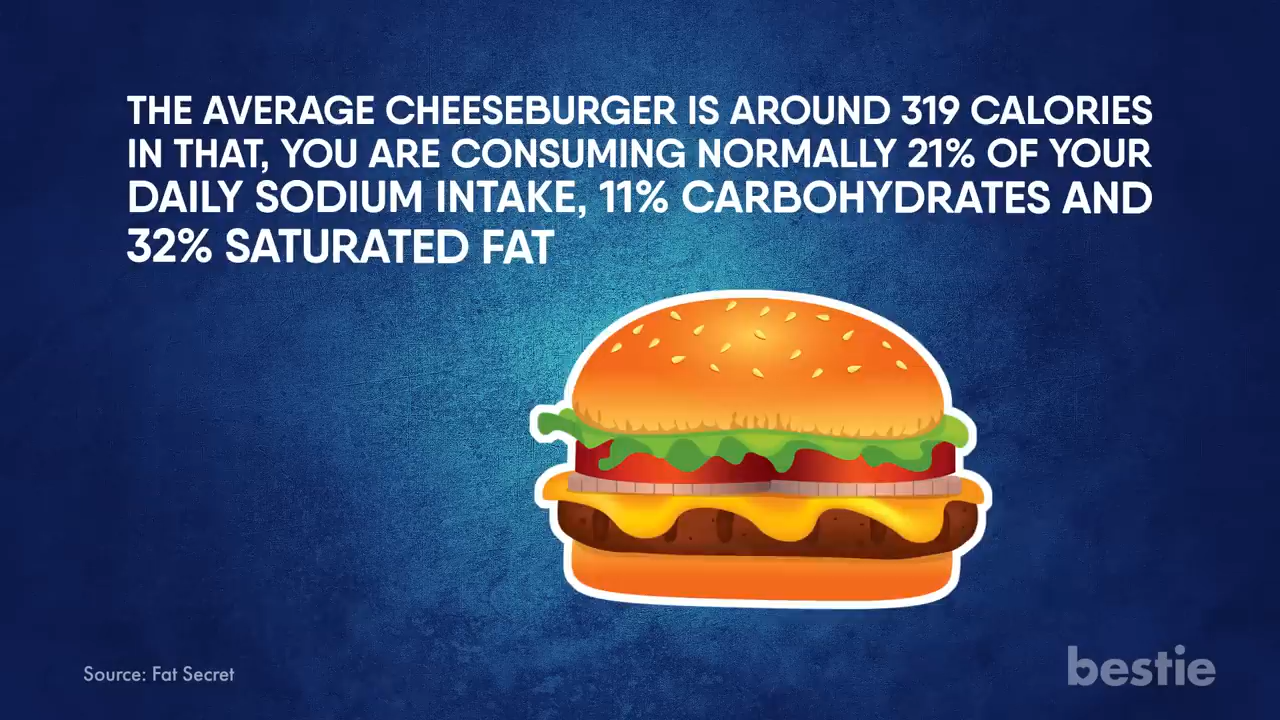 THE AVERAGE CHEESEBURGER IS AROUND 319 CALORIES
IN THAT, YOU ARE CONSUMING NORMALLY 21% OF YOUR
DAILY SODIUM INTAKE, 11% CARBOHYDRATES AND
32% SATURATED FAT
Source: Fat Secret
bestie